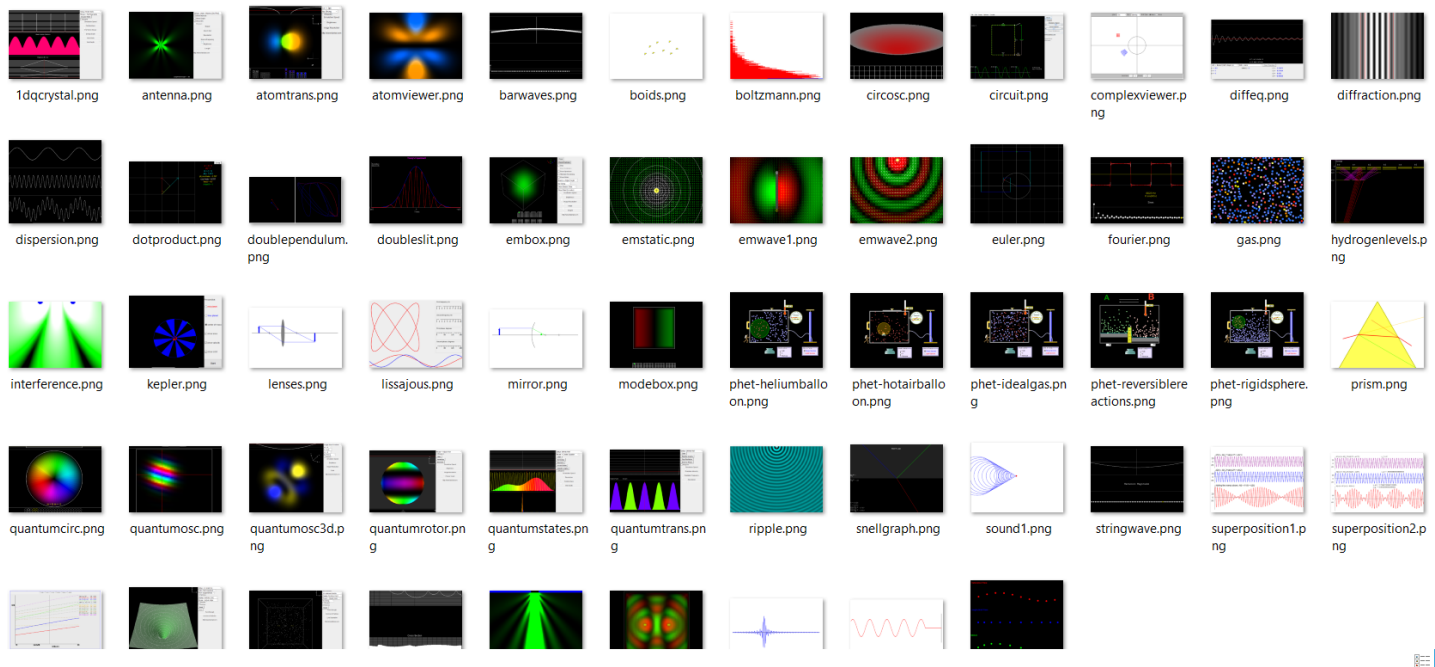 1dqcrystal.png
antenna.png
atomtrans.png
atomviewer.png
barwaves.png
boids.png
boltzmann.png
circosc.png
circuit.png
complexviewer.p
ng
diffeq.png
diffraction.png
dispersion.png
dotproduct.png
doublependulum.
png
doubleslit.png
embox.png
emstatic.png
emwave1.png
emwave2.png
euler.png
fourier.png
gas.png
hydrogenlevels.p
ng
interference.png
kepler.png
lenses.png
lissajous.png
mirror.png
modebox.png
phet-heliumballo
on.png
phet-hotairballo
on.png
phet-idealgas.pn
g
phet-reversiblere
actions.png
phet-rigidsphere.
png
prism.png
quantumcirc.png
quantumosc.png
quantumosc3d.p
ng
quantumrotor.pn
g
quantumstates.pn
g
quantumtrans.pn
g
ripple.png
snellgraph.png
sound1.png
stringwave.png
superposition1.p
ng
superposition2.p
ng
A
B